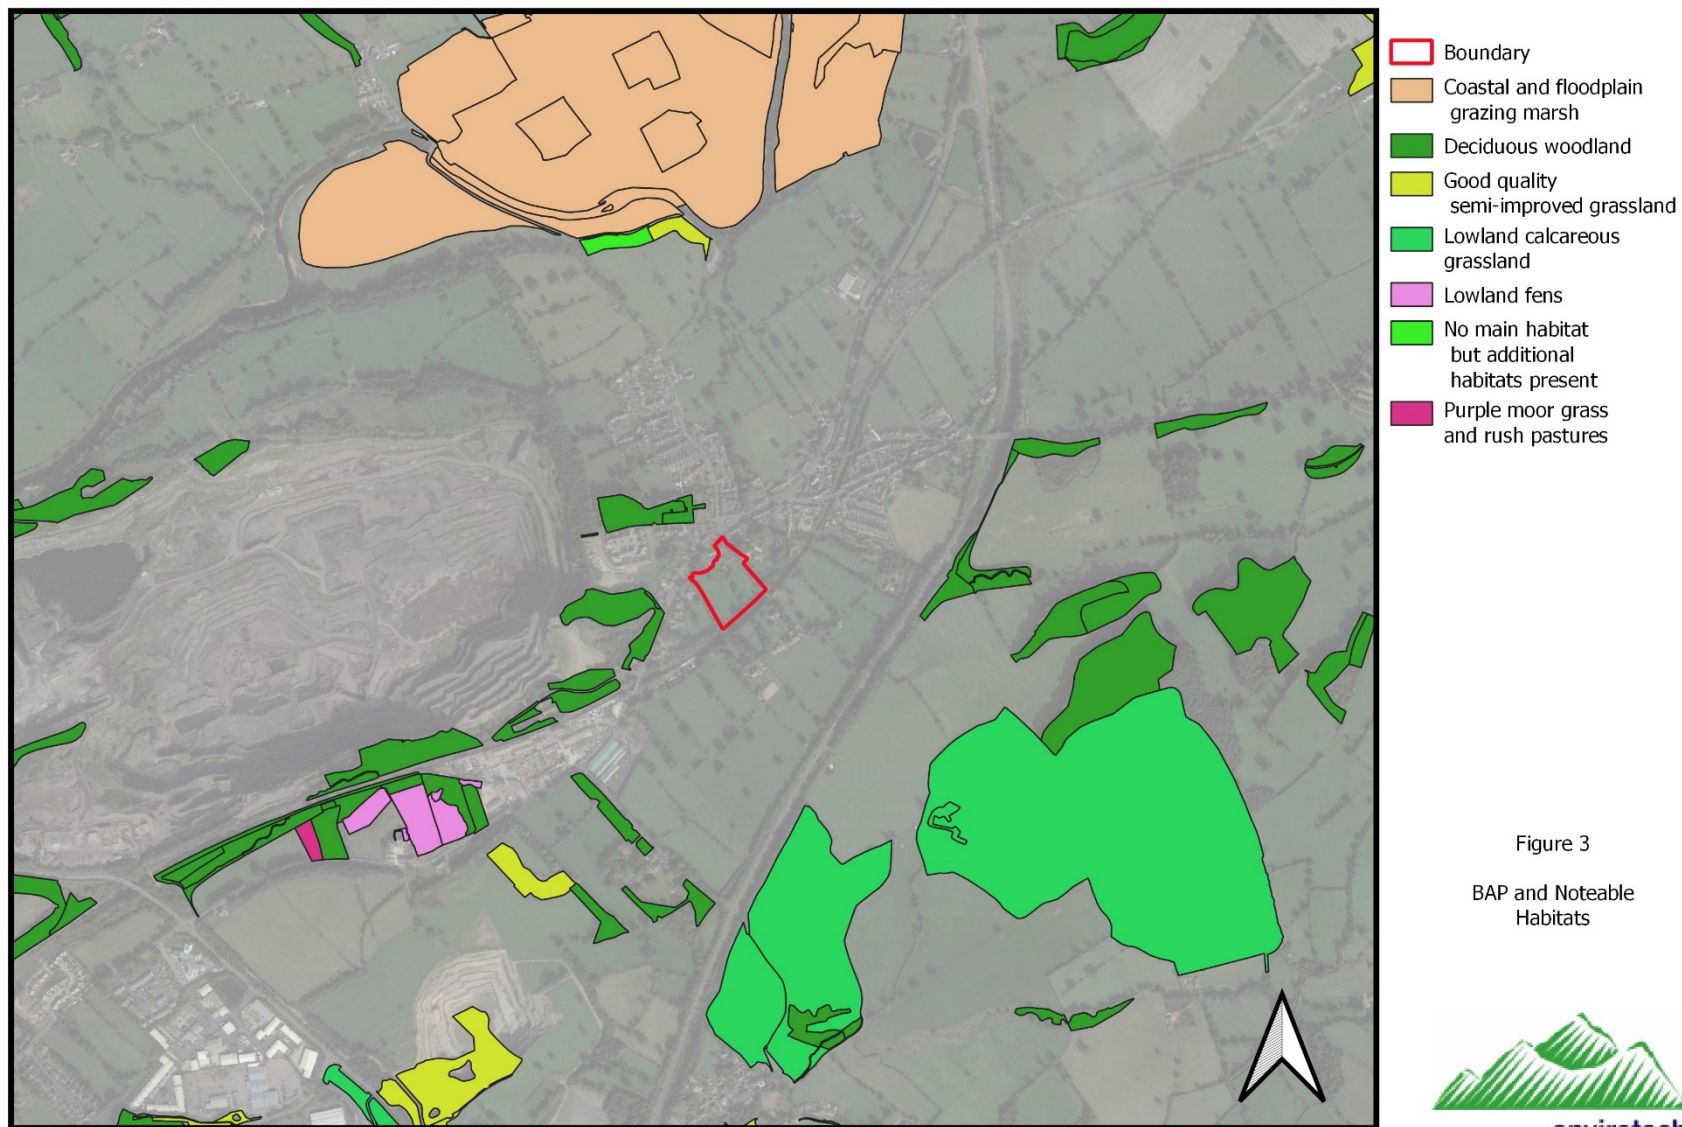 Boundary
Coastal and floodplain
grazing marsh
Deciduous woodland
Good quality
semi-improved grassland
Lowland calcareous
grassland
Lowland fens
No main habitat
but additional
habitats present
Purple moor grass
and rush pastures
Figure 3
BAP and Noteable
Habitats